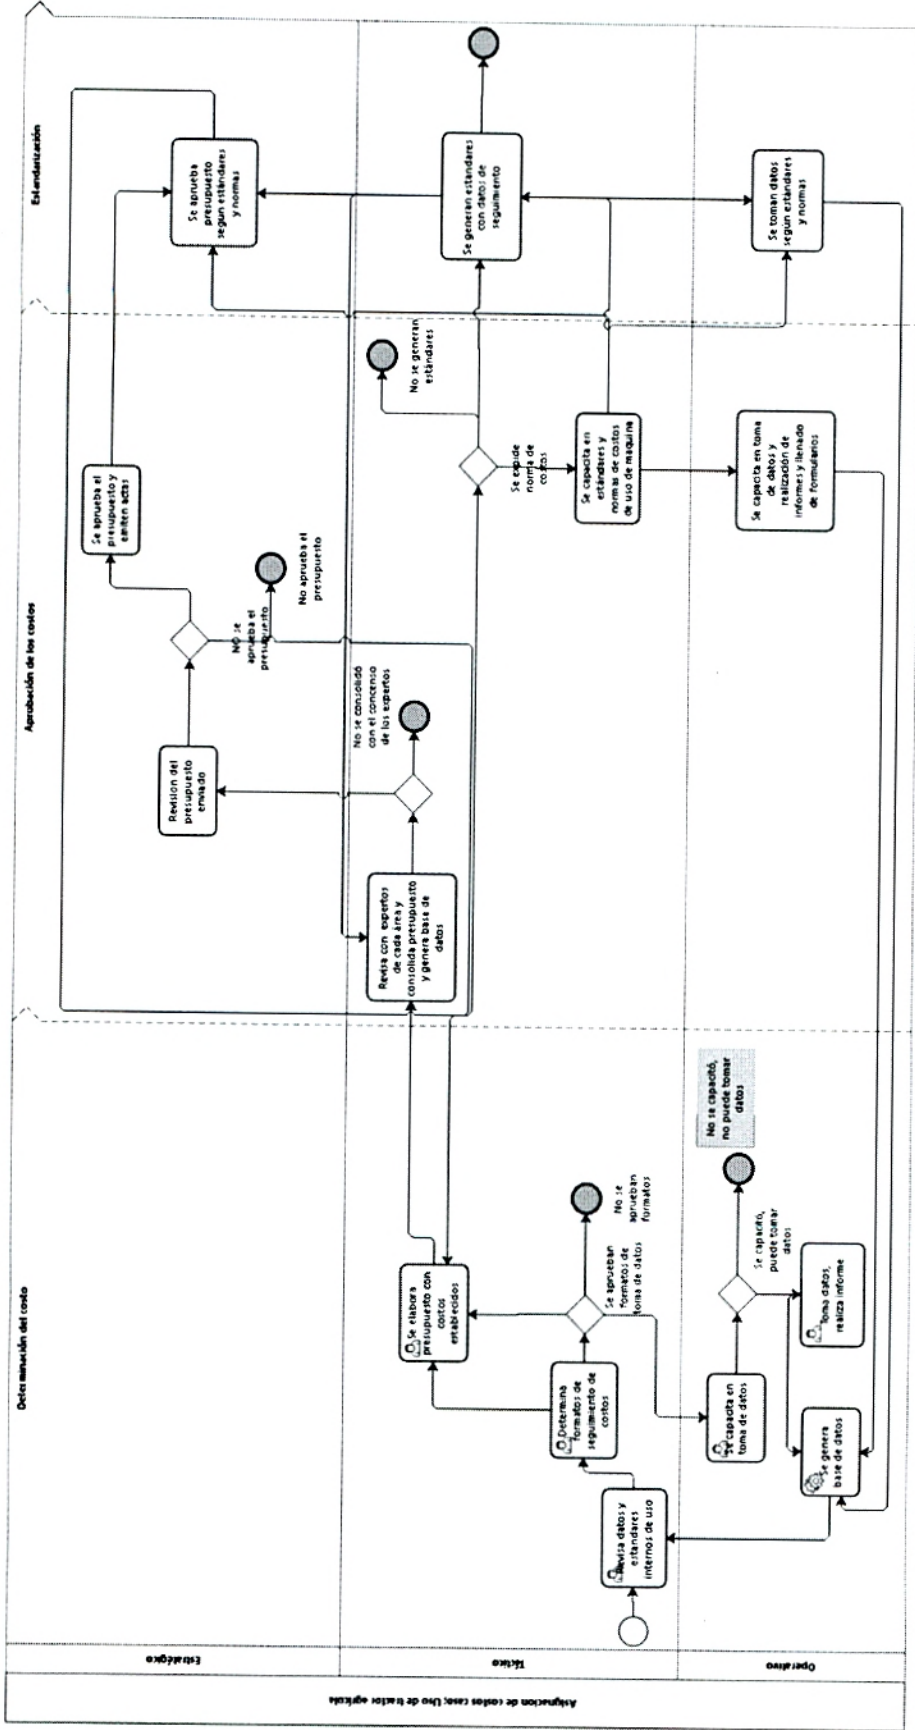 Asignacion de costos caso; Uso de tractor agrícola
Estratégico
Táctico
Operativo
Determinación del costo
Aprobación de los costos
Estandarización
Revisa datos y
estandares
internos de uso
Determina
formatos de
seguimiento de
costos
Se elabora
presupuesto con
costos
establecidos
Se aprueban
formatos de
toma de datos
No se
aprueban
formatos
Se capacita en
toma de datos
Se capacitó,
puede tomar
datos
No se capacitó,
no puede tomar
datos
Toma datos,
realiza informe
Se genera
base de datos
Revisa con expertos
de cada área y
consolida presupuesto
y genera base de
datos
No se consolidó
con el concenso
de los expertos
Revision del
presupuesto
enviado
No se
aprueba el
presupuesto
No aprueba el
presupuesto
Se aprueba el
presupuesto y
emiten actas
Se expide
norma de
costos
No se generan
estándares
Se capacita en
estándares y
normas de costos
de uso de maquina
Se capacita en toma
de datos y
realización de
informes y llenado
de formularios
Se aprueba
presupuesto
según estándares
y normas
Se generan estandares
con datos de
seguimiento
Se toman datos
según estándares
y normas